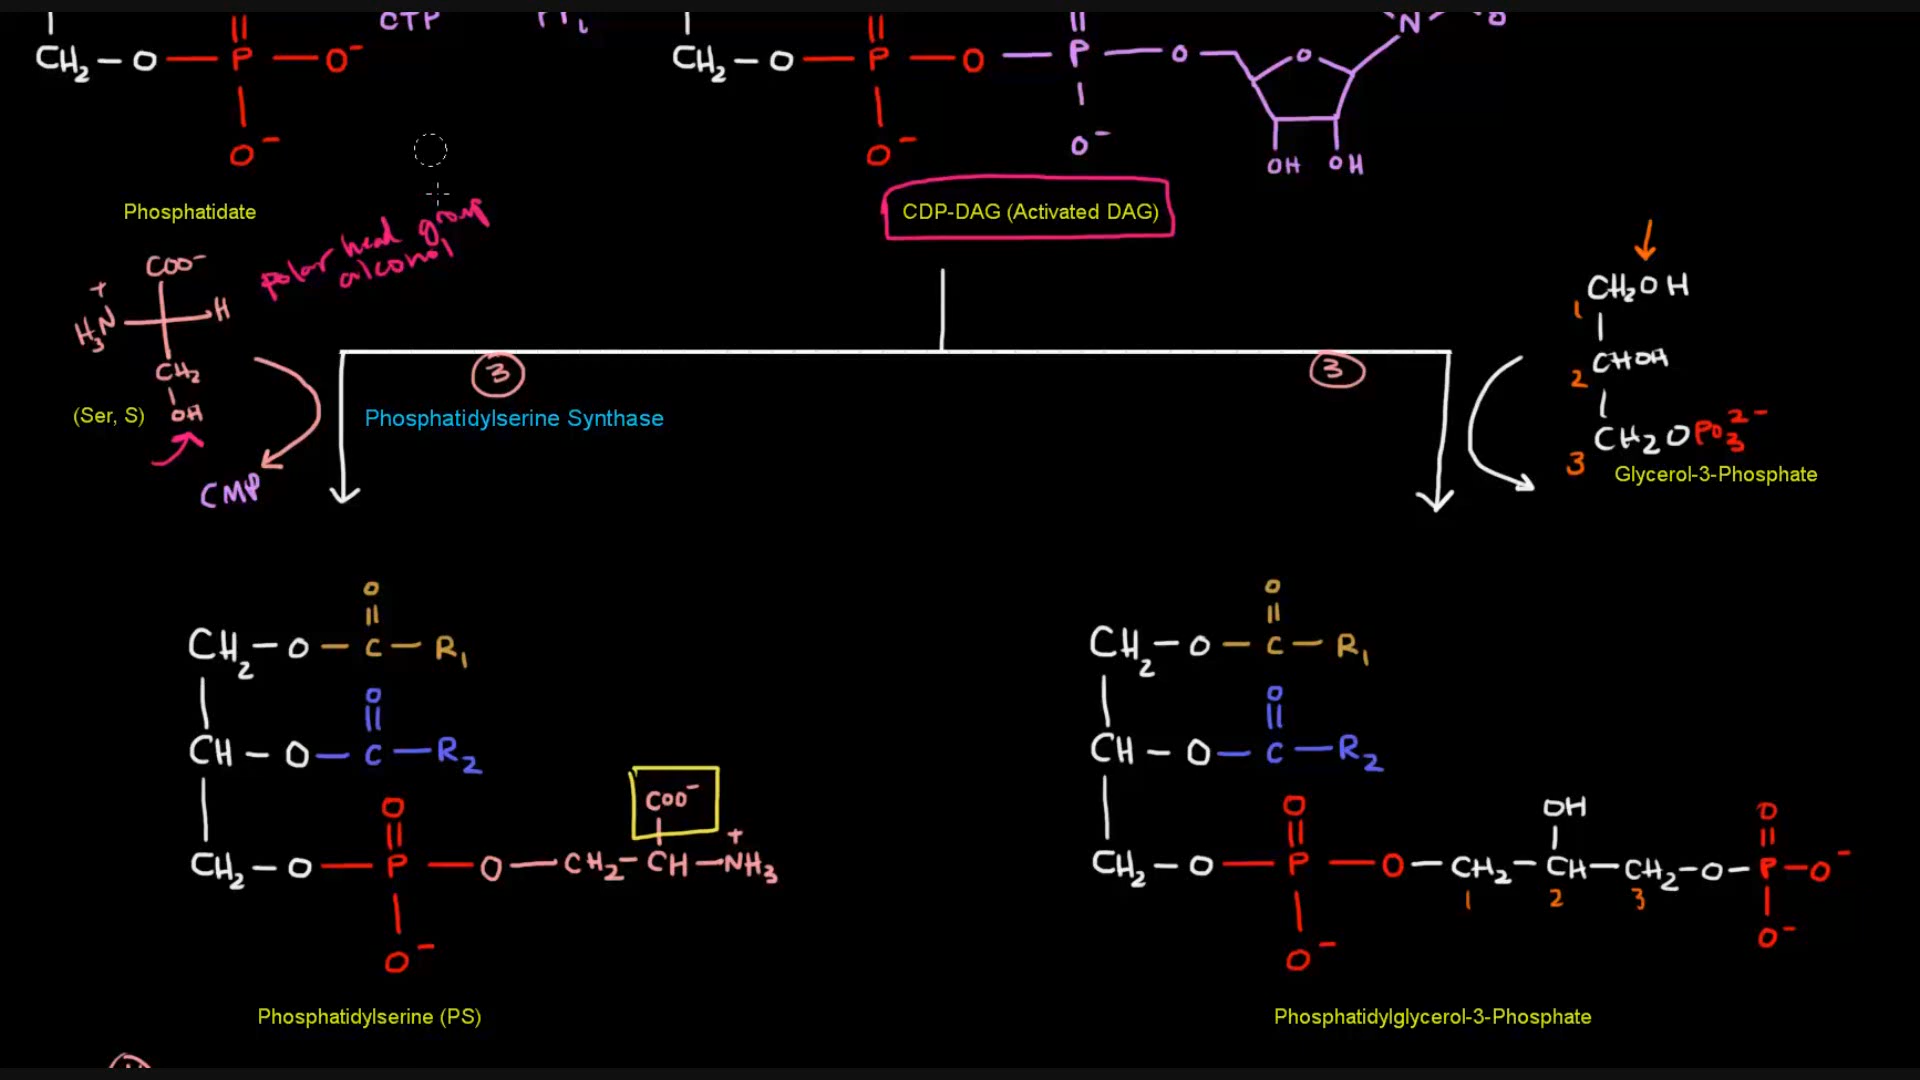 CTP
PPi
N
CH2-O-P-O-
O-
CH2-O-P-O-P-O
O
O-
O-
OH OH
Phosphatidate
CDP-DAG (Activated DAG)
polar head group
alcohol
COO-
+
H3N
H
CH2
OH
(Ser, S)
CMP
3
3
Phosphatidylserine Synthase
CH2OH
1
CHOH
2
CH2OPO3 2-
3
Glycerol-3-Phosphate
O
CH2-O-C-R1
O
CH-O-C-R2
O
COO-
+
CH2-O-P-O-CH2-CH-NH3
O-
Phosphatidylserine (PS)
O
CH2-O-C-R1
O
CH-O-C-R2
O
OH
O
CH2-O-P-O-CH2-CH-CH2-O-P-O-
1 2 3
O-
O-
Phosphatidylglycerol-3-Phosphate